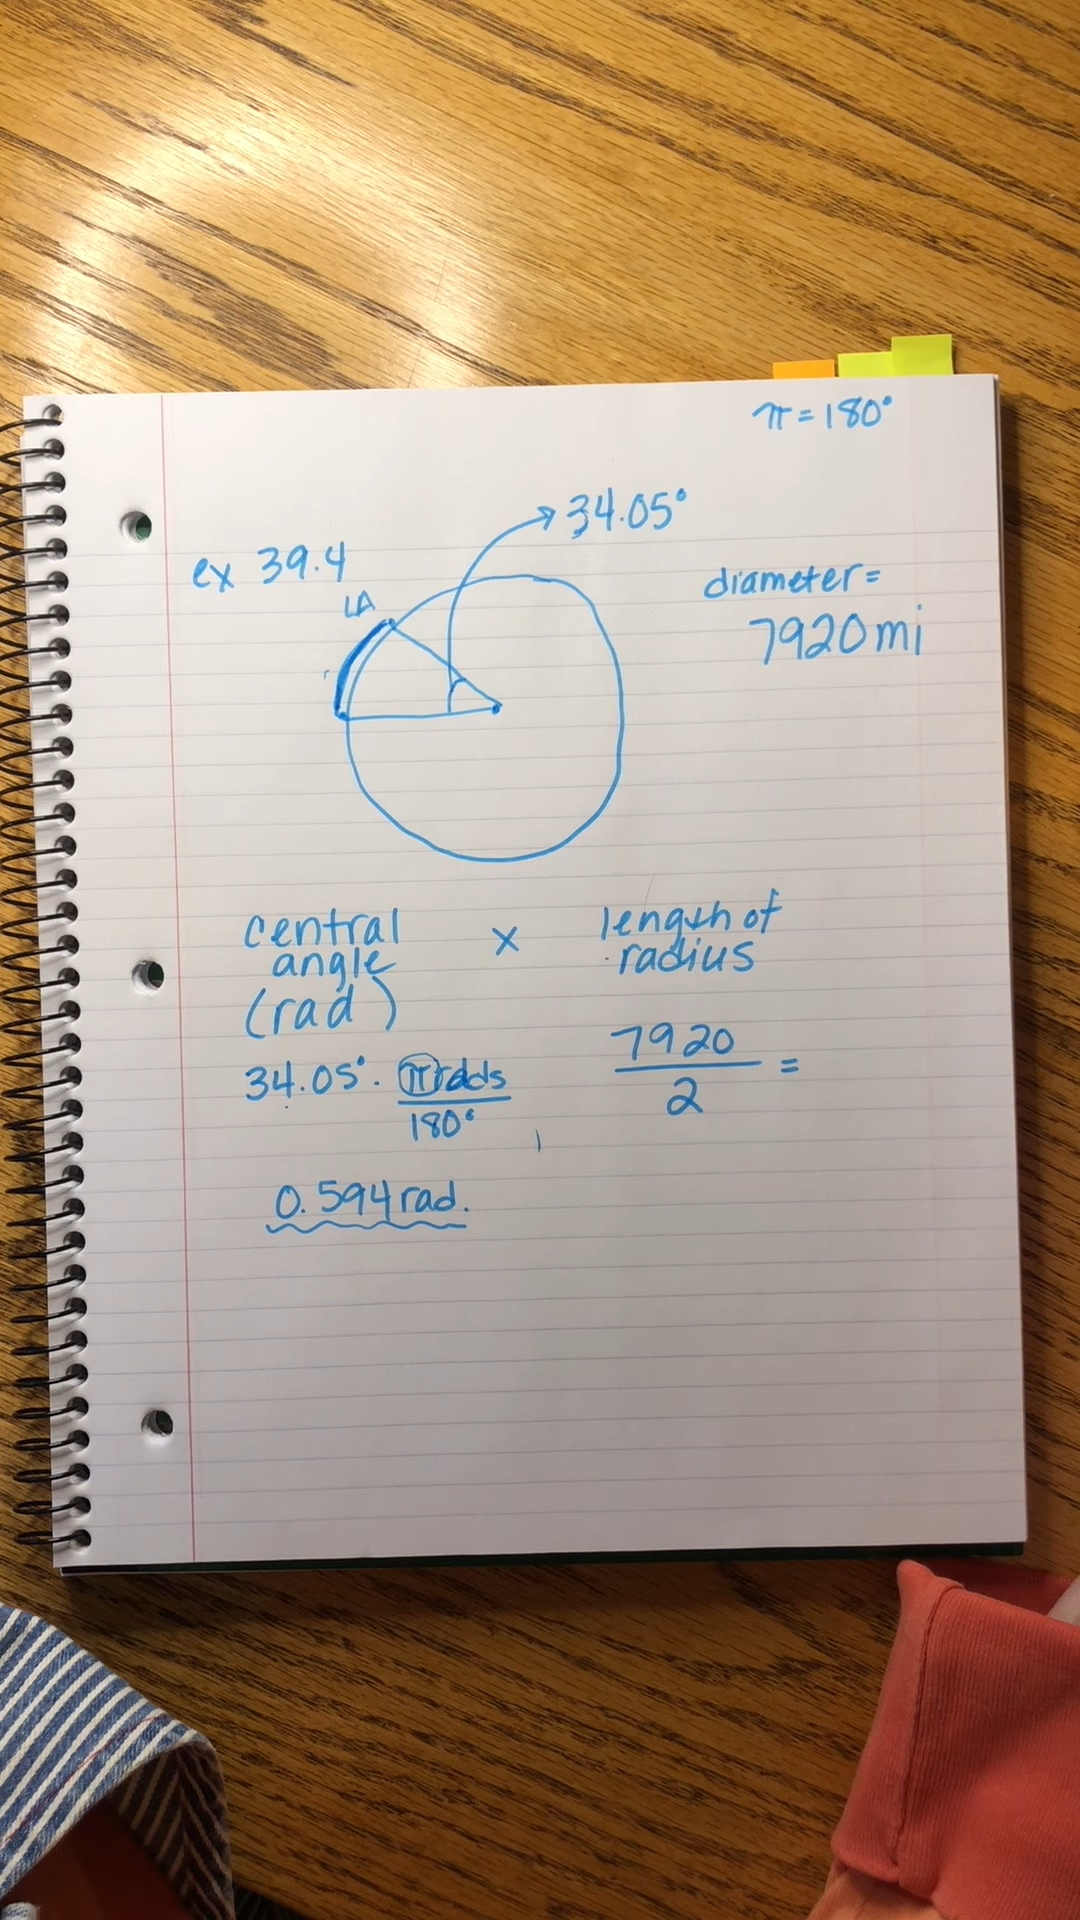 π = 180°
34.05°
ex 39.4
LA
diameter =
7920 mi
central
angle
(rad)
x
length of
radius
34.05° · π rads
180°
7920
2
=
0.594 rad.